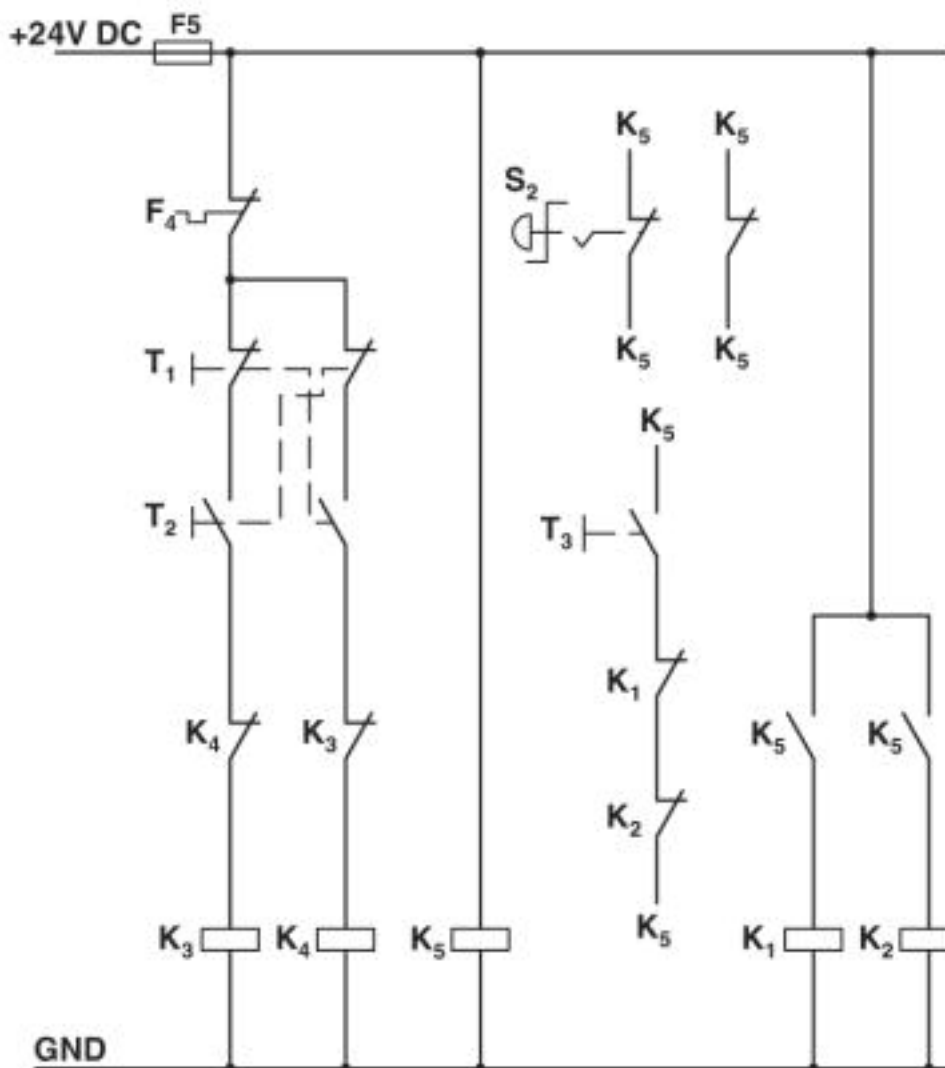 +24V DC F5
K₅ K₅
S₂
F₄
K₅ K₅
T₁
K₅
T₂ T₃
K₁
K₄ K₃ K₅ K₅
K₂
K₅
K₃ K₄ K₅ K₁ K₂
GND